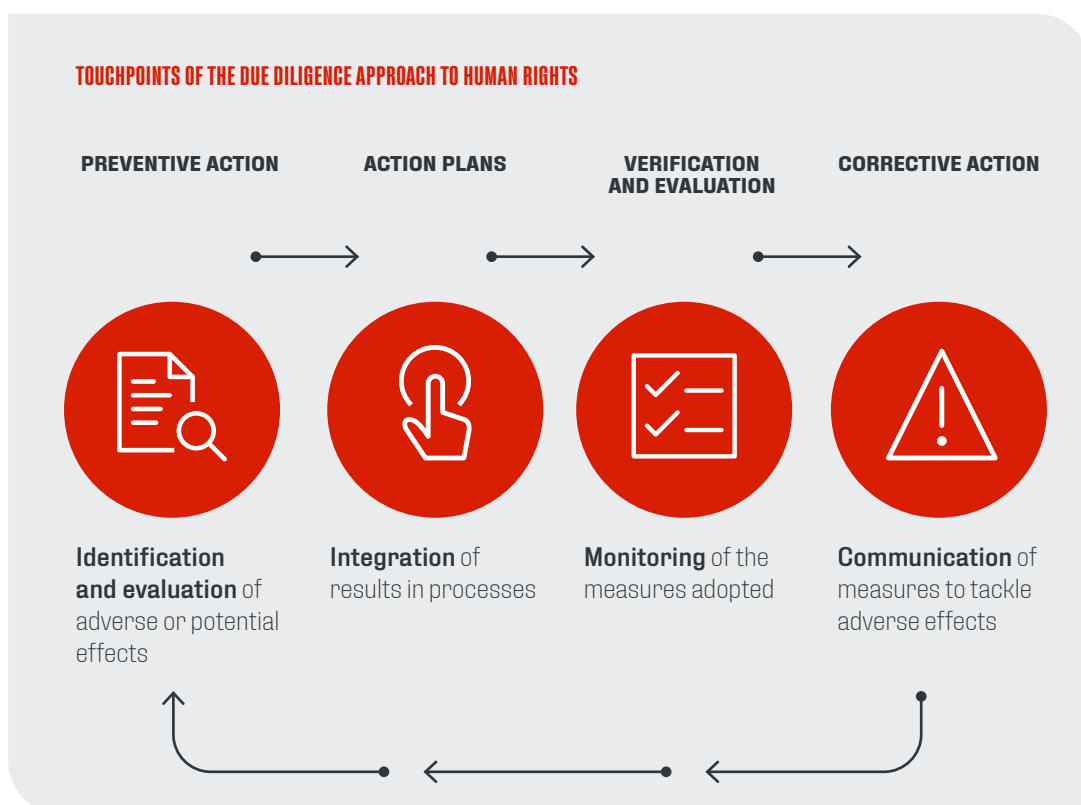 TOUCHPOINTS OF THE DUE DILIGENCE APPROACH TO HUMAN RIGHTS
PREVENTIVE ACTION
ACTION PLANS
VERIFICATION
AND EVALUATION
CORRECTIVE ACTION
Identification
and evaluation of
adverse or potential
effects
Integration of
results in processes
Monitoring of the
measures adopted
Communication of
measures to tackle
adverse effects